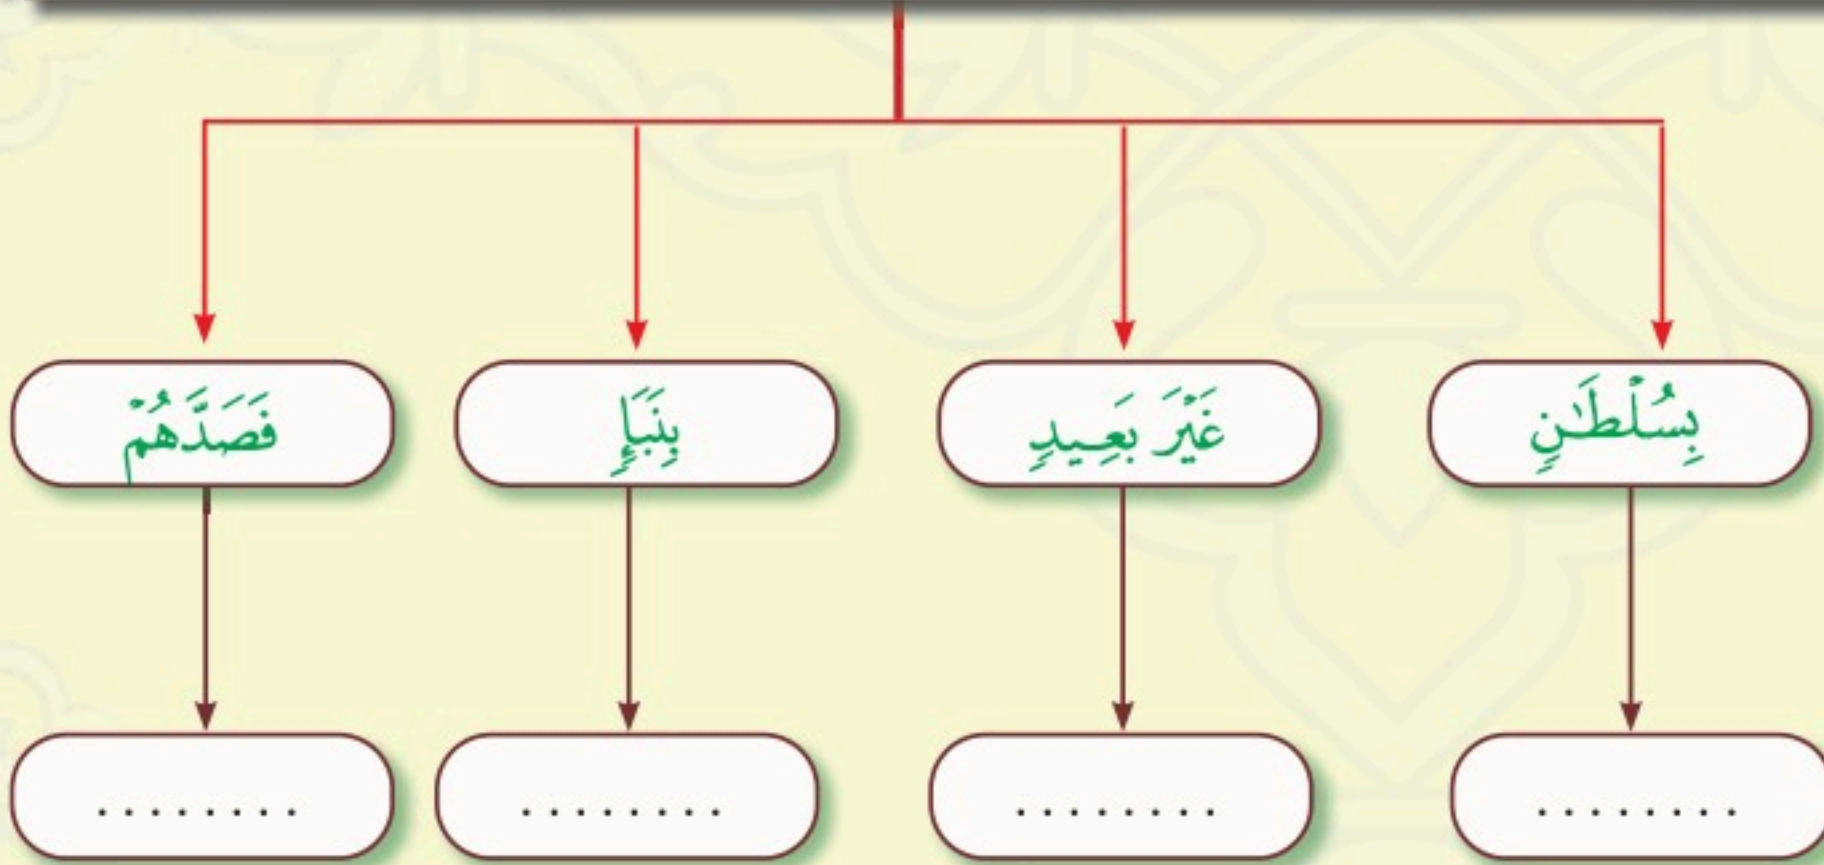 بِسُلْطَٰنٍ
غَيْرَ بَعِيدٍ
بِنَبَإٍ
فَصَدَّهُمْ
........
........
........
........